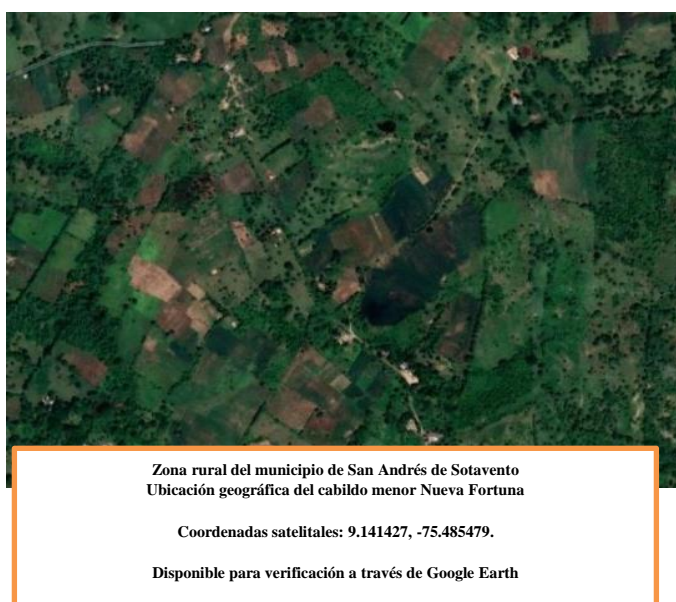 Zona rural del municipio de San Andrés de Sotavento
Ubicación geográfica del cabildo menor Nueva Fortuna
Coordenadas satelitales: 9.141427, -75.485479.
Disponible para verificación a través de Google Earth